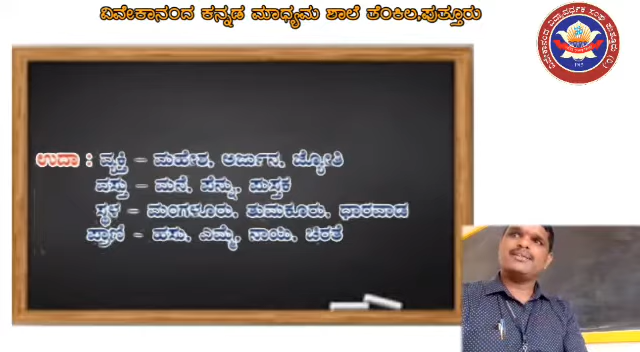 ವಿವೇಕಾನಂದ ಕನ್ನಡ ಮಾಧ್ಯಮ ಶಾಲೆ ತೆಂಕಿಲ,ಪುತ್ತೂರು
ಉದಾ : ವ್ಯಕ್ತಿ – ಮಹೇಶ, ಅರ್ಜುನ, ಜ್ಯೋತಿ
ವಸ್ತು – ಮನೆ, ಪೆನ್ನು, ಪುಸ್ತಕ
ಸ್ಥಳ – ಮಂಗಳೂರು, ತುಮಕೂರು, ಧಾರವಾಡ
ಪ್ರಾಣಿ – ಹಸು, ಎಮ್ಮೆ, ನಾಯಿ, ಚಿರತೆ